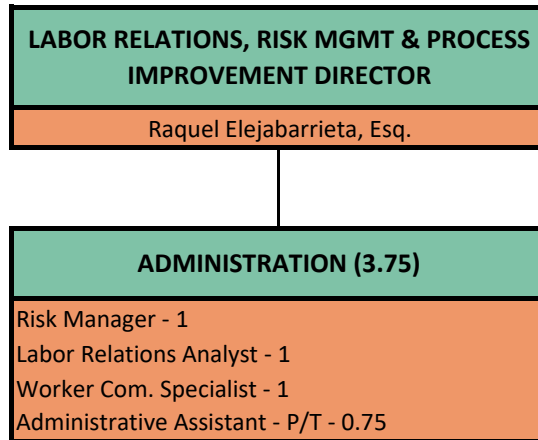 LABOR RELATIONS, RISK MGMT & PROCESS
IMPROVEMENT DIRECTOR
Raquel Elejabarrieta, Esq.
ADMINISTRATION (3.75)
Risk Manager - 1
Labor Relations Analyst - 1
Worker Com. Specialist - 1
Administrative Assistant - P/T - 0.75